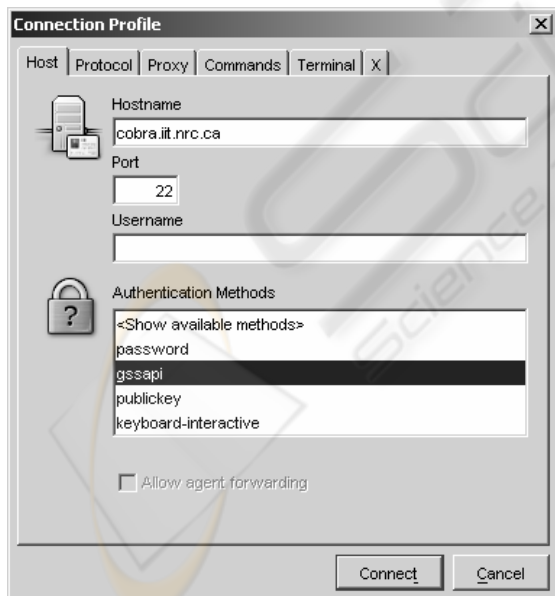 Connection Profile
Host Protocol Proxy Commands Terminal X
Hostname
cobra.iit.nrc.ca
Port
22
Username
Authentication Methods
<Show available methods>
password
gssapi
publickey
keyboard-interactive
Allow agent forwarding
Connect Cancel
Science